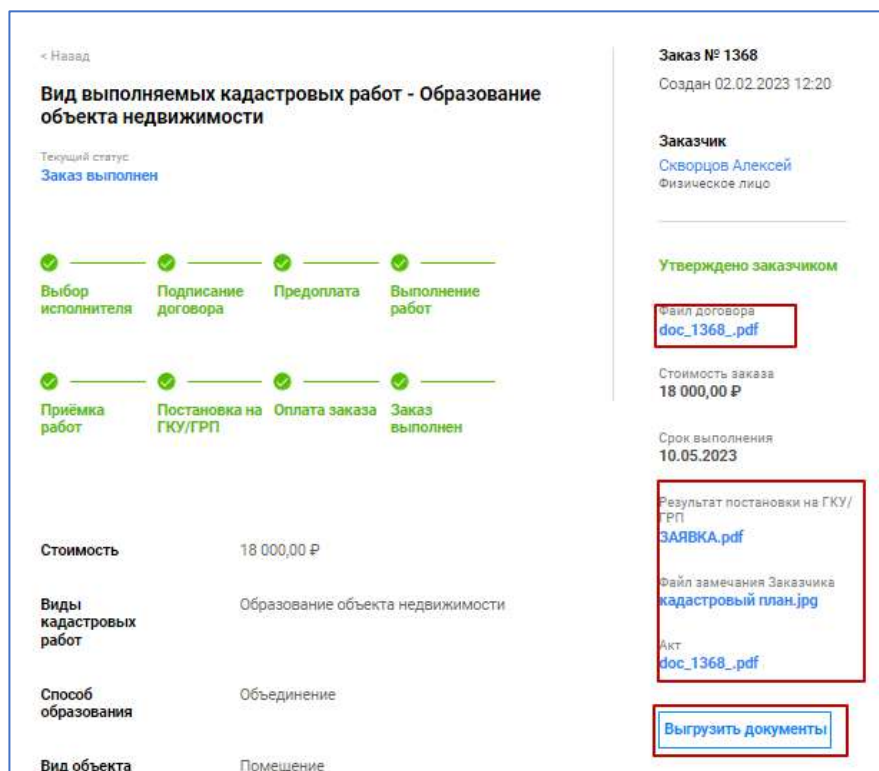 < Назад
Вид выполняемых кадастровых работ - Образование
объекта недвижимости
Текущий статус
Заказ выполнен
Выбор
исполнителя
Подписание
договора
Предоплата
Выполнение
работ
Приёмка
работ
Постановка на
ГКУ/ГРП
Оплата заказа
Заказ
выполнен
Стоимость
18 000,00 ₽
Виды
кадастровых
работ
Образование объекта недвижимости
Способ
образования
Объединение
Вид объекта
Помещение
Заказ № 1368
Создан 02.02.2023 12:20
Заказчик
Скворцов Алексей
Физическое лицо
Утверждено заказчиком
Файл договора
doc_1368_.pdf
Стоимость заказа
18 000,00 ₽
Срок выполнения
10.05.2023
Результат постановки на ГКУ/
ГРП
ЗАЯВКА.pdf
Файл замечания Заказчика
кадастровый план.jpg
Акт
doc_1368_.pdf
Выгрузить документы